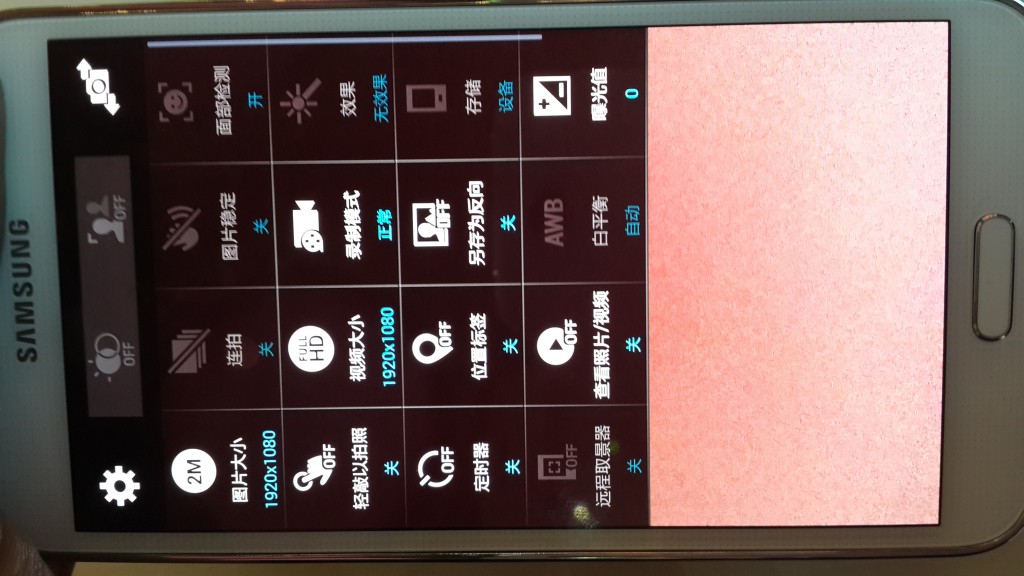 SAMSUNG
OFF
OFF
2M
图片大小
1920x1080
连拍
关
图片稳定
关
面部检测
开
OFF
轻敲以拍照
关
FULL
HD
视频大小
1920x1080
录制模式
正常
效果
无效果
OFF
定时器
关
OFF
位置标签
关
OFF
另存为反向
关
存储
设备
OFF
远程取景器
关
OFF
查看照片/视频
关
AWB
白平衡
自动
曝光值
0